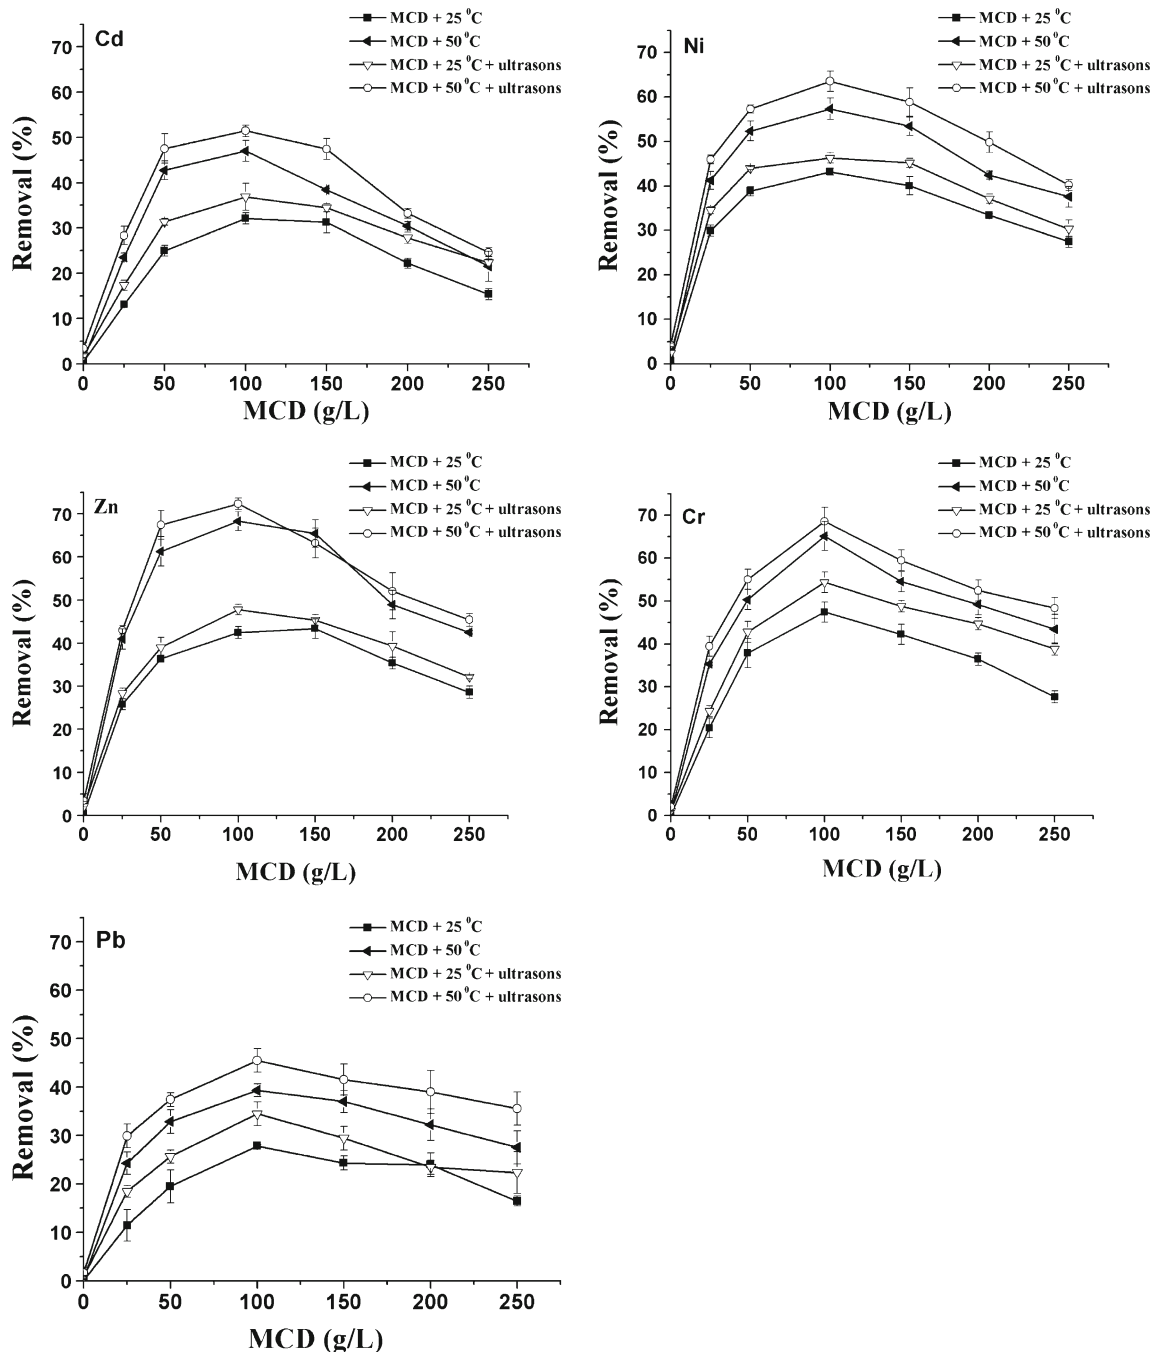 Cd
MCD + 25 ⁰C
MCD + 50 ⁰C
MCD + 25 ⁰C + ultrasons
MCD + 50 ⁰C + ultrasons
Removal (%)
70
60
50
40
30
20
10
0
0 50 100 150 200 250
MCD (g/L)
Ni
MCD + 25 ⁰C
MCD + 50 ⁰C
MCD + 25 ⁰C + ultrasons
MCD + 50 ⁰C + ultrasons
Removal (%)
70
60
50
40
30
20
10
0
0 50 100 150 200 250
MCD (g/L)
Zn
MCD + 25 ⁰C
MCD + 50 ⁰C
MCD + 25 ⁰C + ultrasons
MCD + 50 ⁰C + ultrasons
Removal (%)
70
60
50
40
30
20
10
0
0 50 100 150 200 250
MCD (g/L)
Cr
MCD + 25 ⁰C
MCD + 50 ⁰C
MCD + 25 ⁰C + ultrasons
MCD + 50 ⁰C + ultrasons
Removal (%)
70
60
50
40
30
20
10
0
0 50 100 150 200 250
MCD (g/L)
Pb
MCD + 25 ⁰C
MCD + 50 ⁰C
MCD + 25 ⁰C + ultrasons
MCD + 50 ⁰C + ultrasons
Removal (%)
70
60
50
40
30
20
10
0
0 50 100 150 200 250
MCD (g/L)